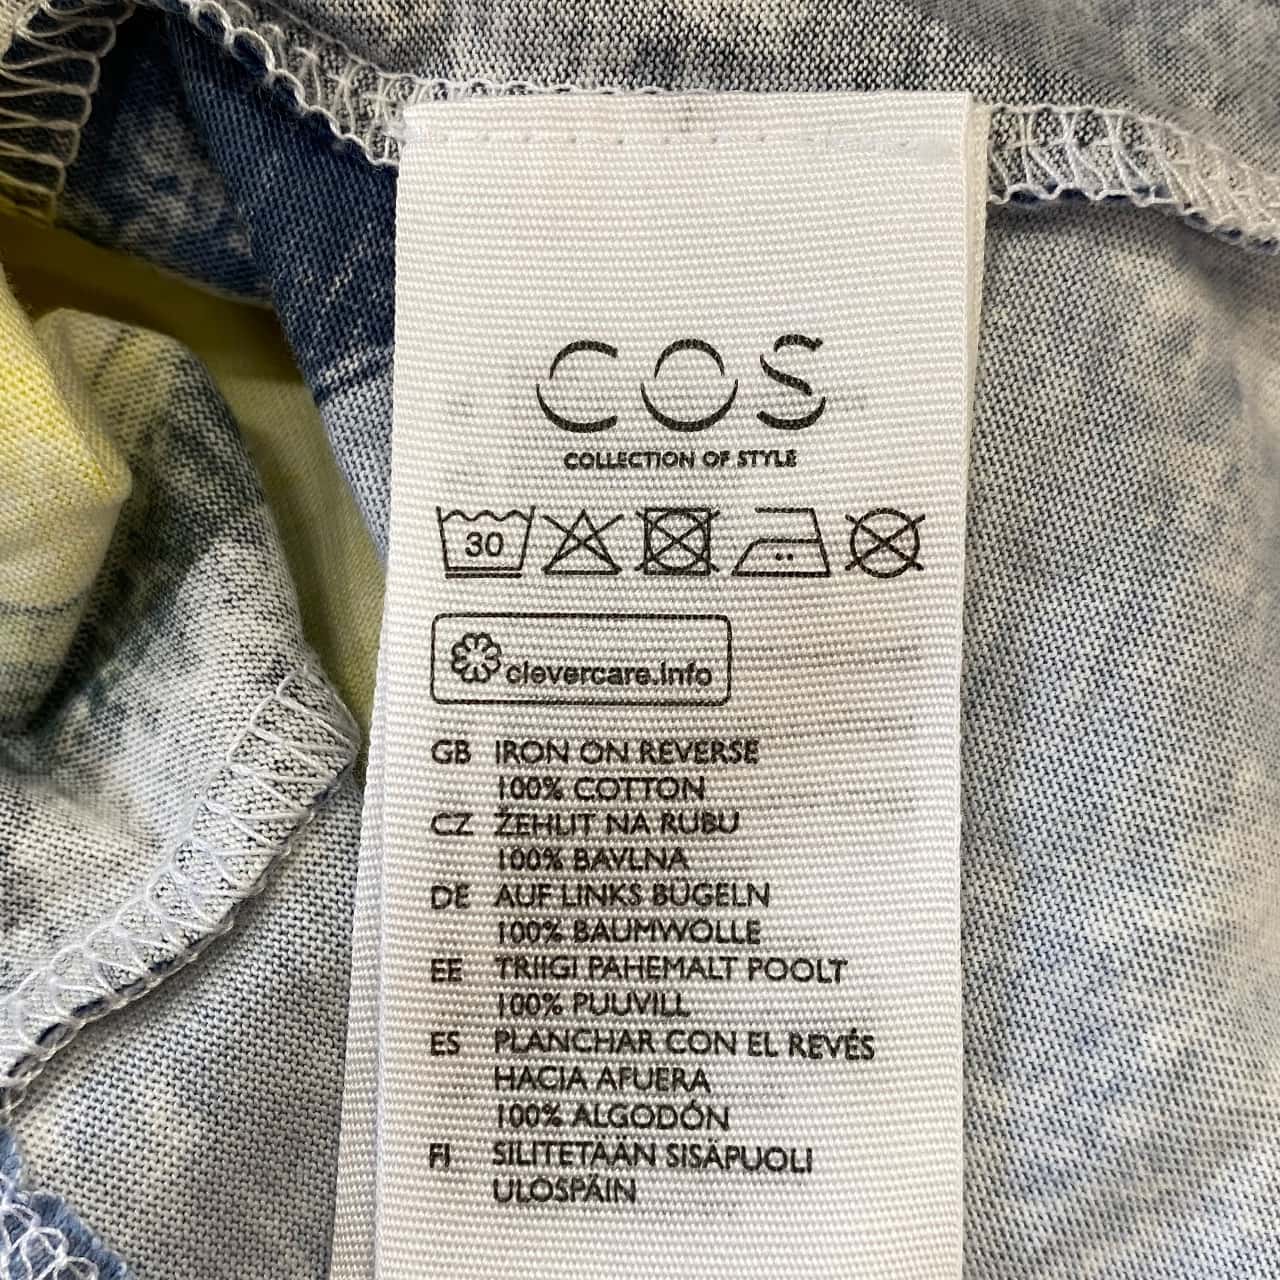 COS
COLLECTION OF STYLE
30
clevercare.info
GB IRON ON REVERSE
100% COTTON
CZ ŽEHLIT NA RUBU
100% BAVLNA
DE AUF LINKS BÜGELN
100% BAUMWOLLE
EE TRIIGI PAHEMALT POOLT
100% PUUVILL
ES PLANCHAR CON EL REVÉS
HACIA AFUERA
100% ALGODÓN
FI SILITETÄÄN SISÄPUOLI
ULOSPÄIN